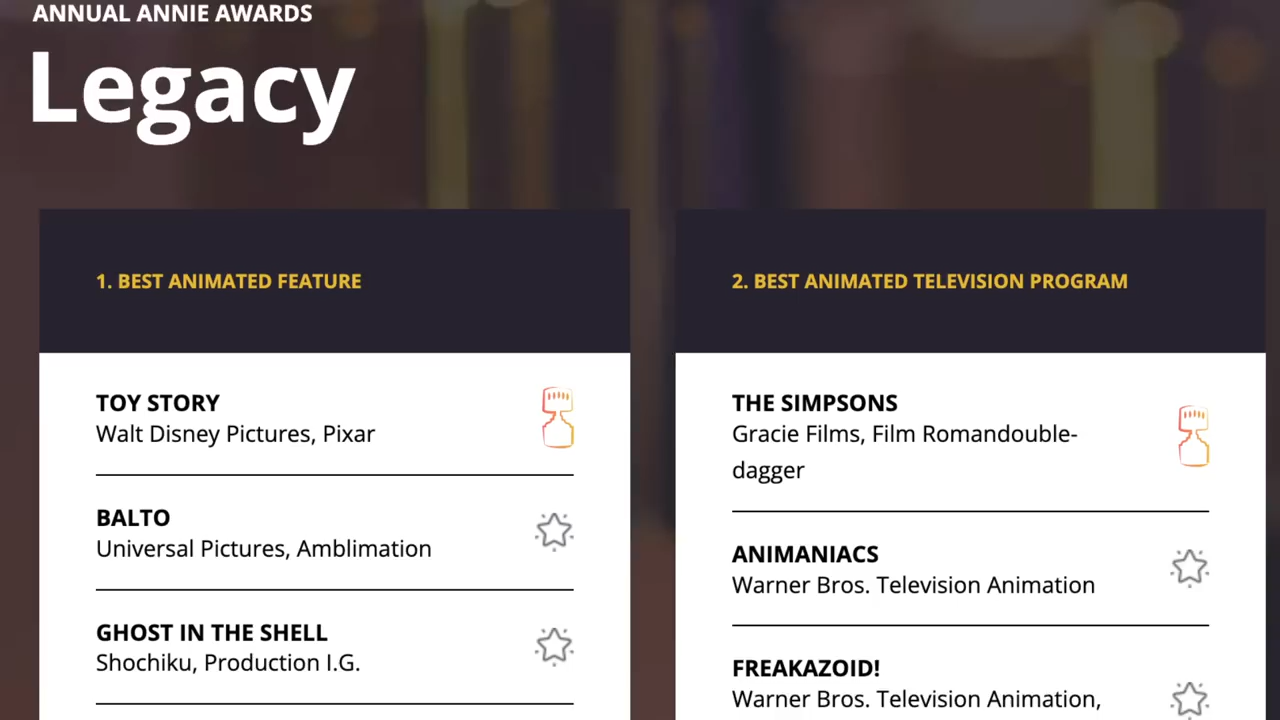 ANNUAL ANNIE AWARDS
Legacy
1. BEST ANIMATED FEATURE
TOY STORY
Walt Disney Pictures, Pixar
BALTO
Universal Pictures, Amblimation
GHOST IN THE SHELL
Shochiku, Production I.G.
2. BEST ANIMATED TELEVISION PROGRAM
THE SIMPSONS
Gracie Films, Film Romandouble-
dagger
ANIMANIACS
Warner Bros. Television Animation
FREAKAZOID!
Warner Bros. Television Animation,